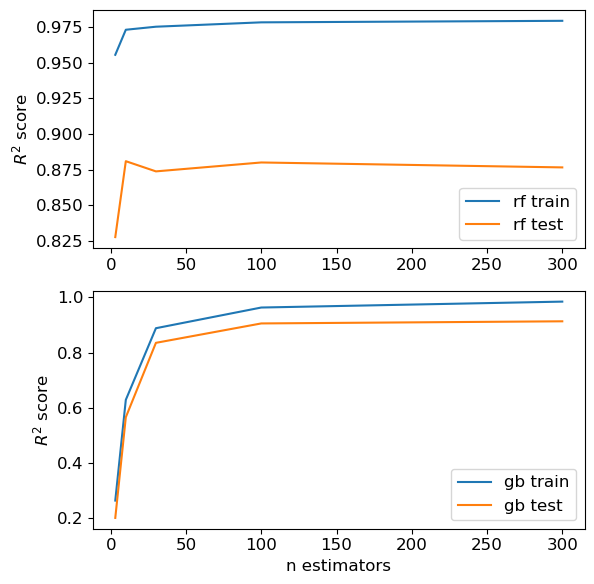 0.975
0.950
0.925
0.900
0.875
0.850
0.825
R² score
rf train
rf test
0 50 100 150 200 250 300
1.0
0.8
0.6
0.4
0.2
R² score
gb train
gb test
0 50 100 150 200 250 300
n estimators